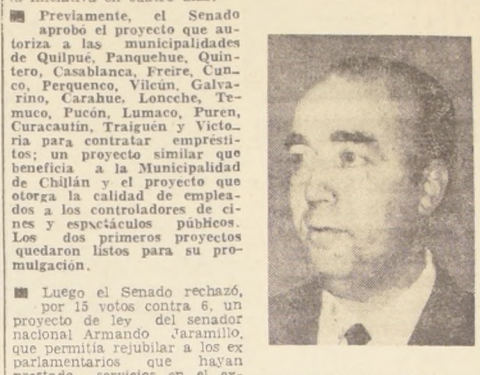 Previamente, el Senado
aprobó el proyecto que au-
toriza a las municipalidades
de Quilpué, Panquehue, Quin-
tero, Casablanca, Freire, Cun-
co, Perquenco, Vilcún, Galva-
rino, Carahue, Loncche, Te-
muco, Pucón, Lumaco, Puren,
Curacautín, Traiguén y Victo-
ria para contratar emprésti-
tos; un proyecto similar que
beneficia a la Municipalidad
de Chillán y el proyecto que
otorga la calidad de emplea-
dos a los controladores de ci-
nes y espectáculos públicos.
Los dos primeros proyectos
quedaron listos para su pro-
mulgación.
Luego el Senado rechazó,
por 15 votos contra 6, un
proyecto de ley del senador
nacional Armando Jaramillo,
que permitía rejubilar a los ex
parlamentarios que hayan